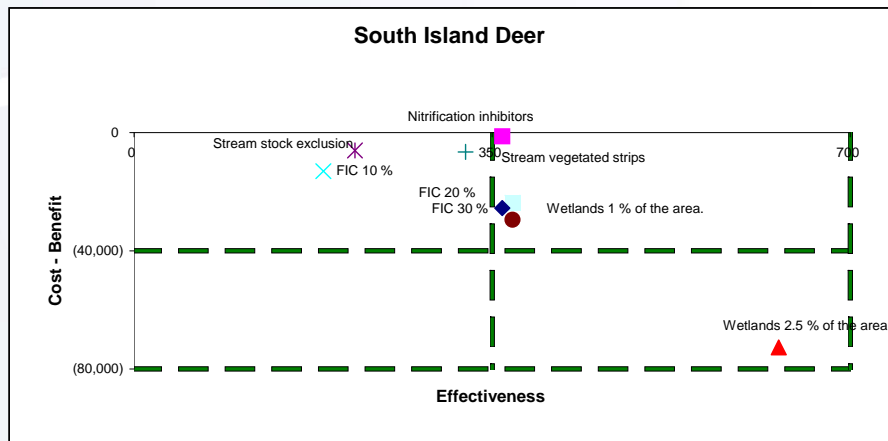 South Island Deer
Nitrification inhibitors
0
0
350
700
Stream stock exclusion
Stream vegetated strips
FIC 10 %
FIC 20 %
FIC 30 %
Wetlands 1 % of the area.
(40,000)
Cost - Benefit
Wetlands 2.5 % of the area
(80,000)
Effectiveness